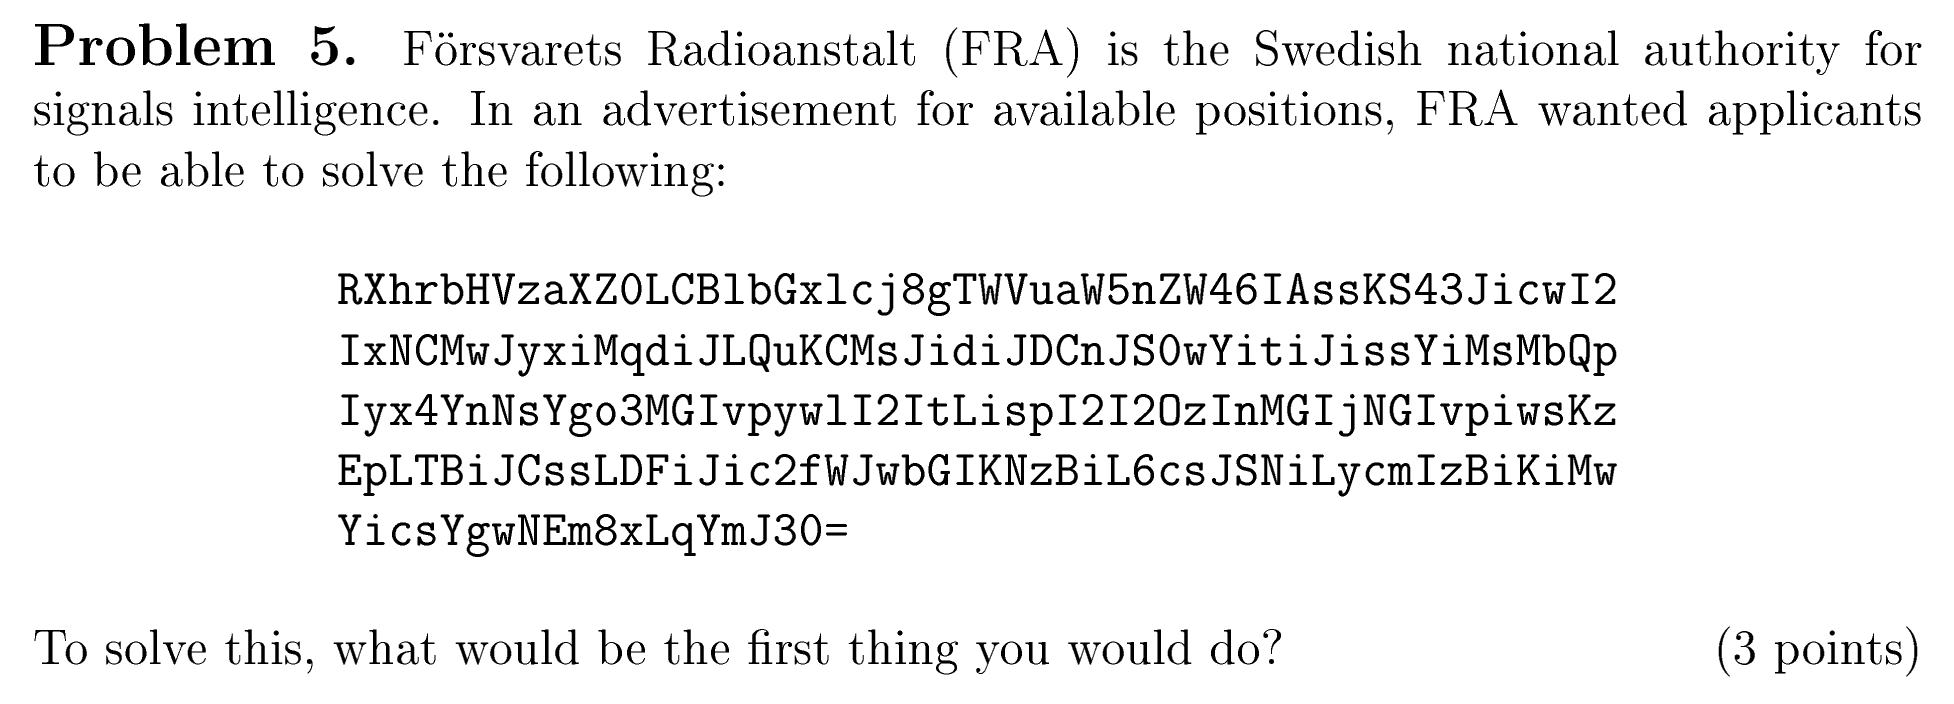 Problem 5. Försvarets Radioanstalt (FRA) is the Swedish national authority for
signals intelligence. In an advertisement for available positions, FRA wanted applicants
to be able to solve the following:
RXhrbHVzaXZ0LCBlbGxlcj8gTWVuaW5nZW46IAssKS43JicwI2
IxNCMwJyxiMqdiJLQuKCMsJidiJDCnJS0wYitiJissYiMsMbQp
Iyx4YnNsYgo3MGIvpywlI2ItLispI2I2OzInMGIjNGIvpiwsKz
EpLTBiJCssLDFiJic2fWJwbGIKNzBiL6csJSNiLycmIzBiKiMw
YicsYgwNEm8xLqYmJ30=
To solve this, what would be the first thing you would do? (3 points)